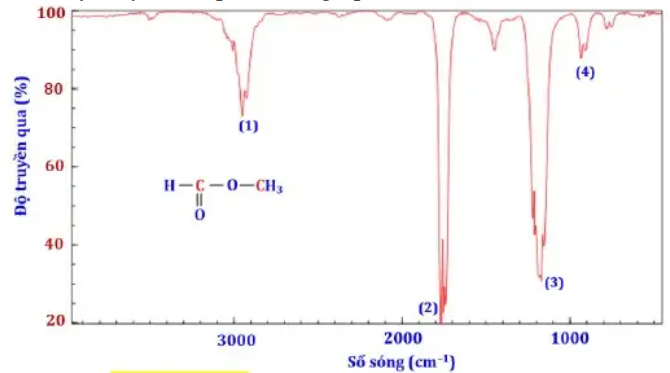 100
80
60
40
20
Độ truyền qua (%)
(1)
(2)
(3)
(4)
H – C – O – CH₃
||
O
3000 2000 1000
Số sóng (cm⁻¹)